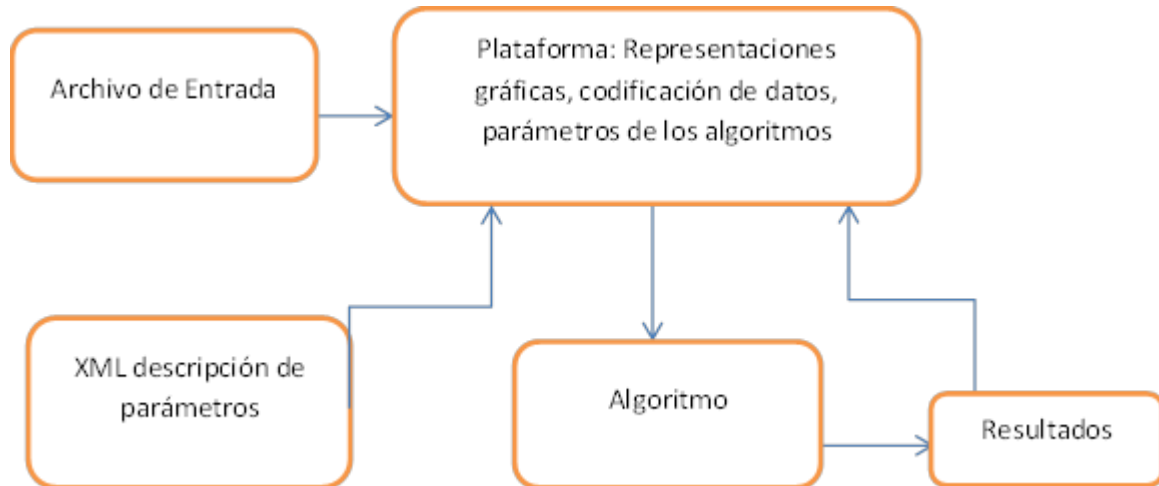 Archivo de Entrada
Plataforma: Representaciones
gráficas, codificación de datos,
parámetros de los algoritmos
XML descripción de
parámetros
Algoritmo
Resultados